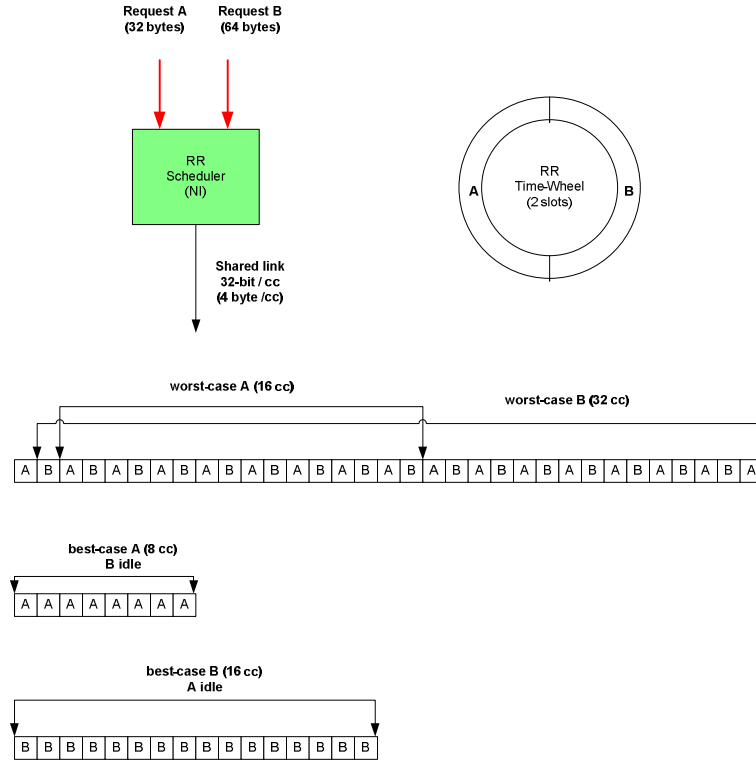 Request A
(32 bytes)
Request B
(64 bytes)
RR
Scheduler
(NI)
RR
Time-Wheel
(2 slots)
A
B
Shared link
32-bit / cc
(4 byte /cc)
worst-case A (16 cc)
worst-case B (32 cc)
A B A B A B A B A B A B A B A B A B A B A B A B A B A B A B A B A
best-case A (8 cc)
B idle
A A A A A A A A
best-case B (16 cc)
A idle
B B B B B B B B B B B B B B B B